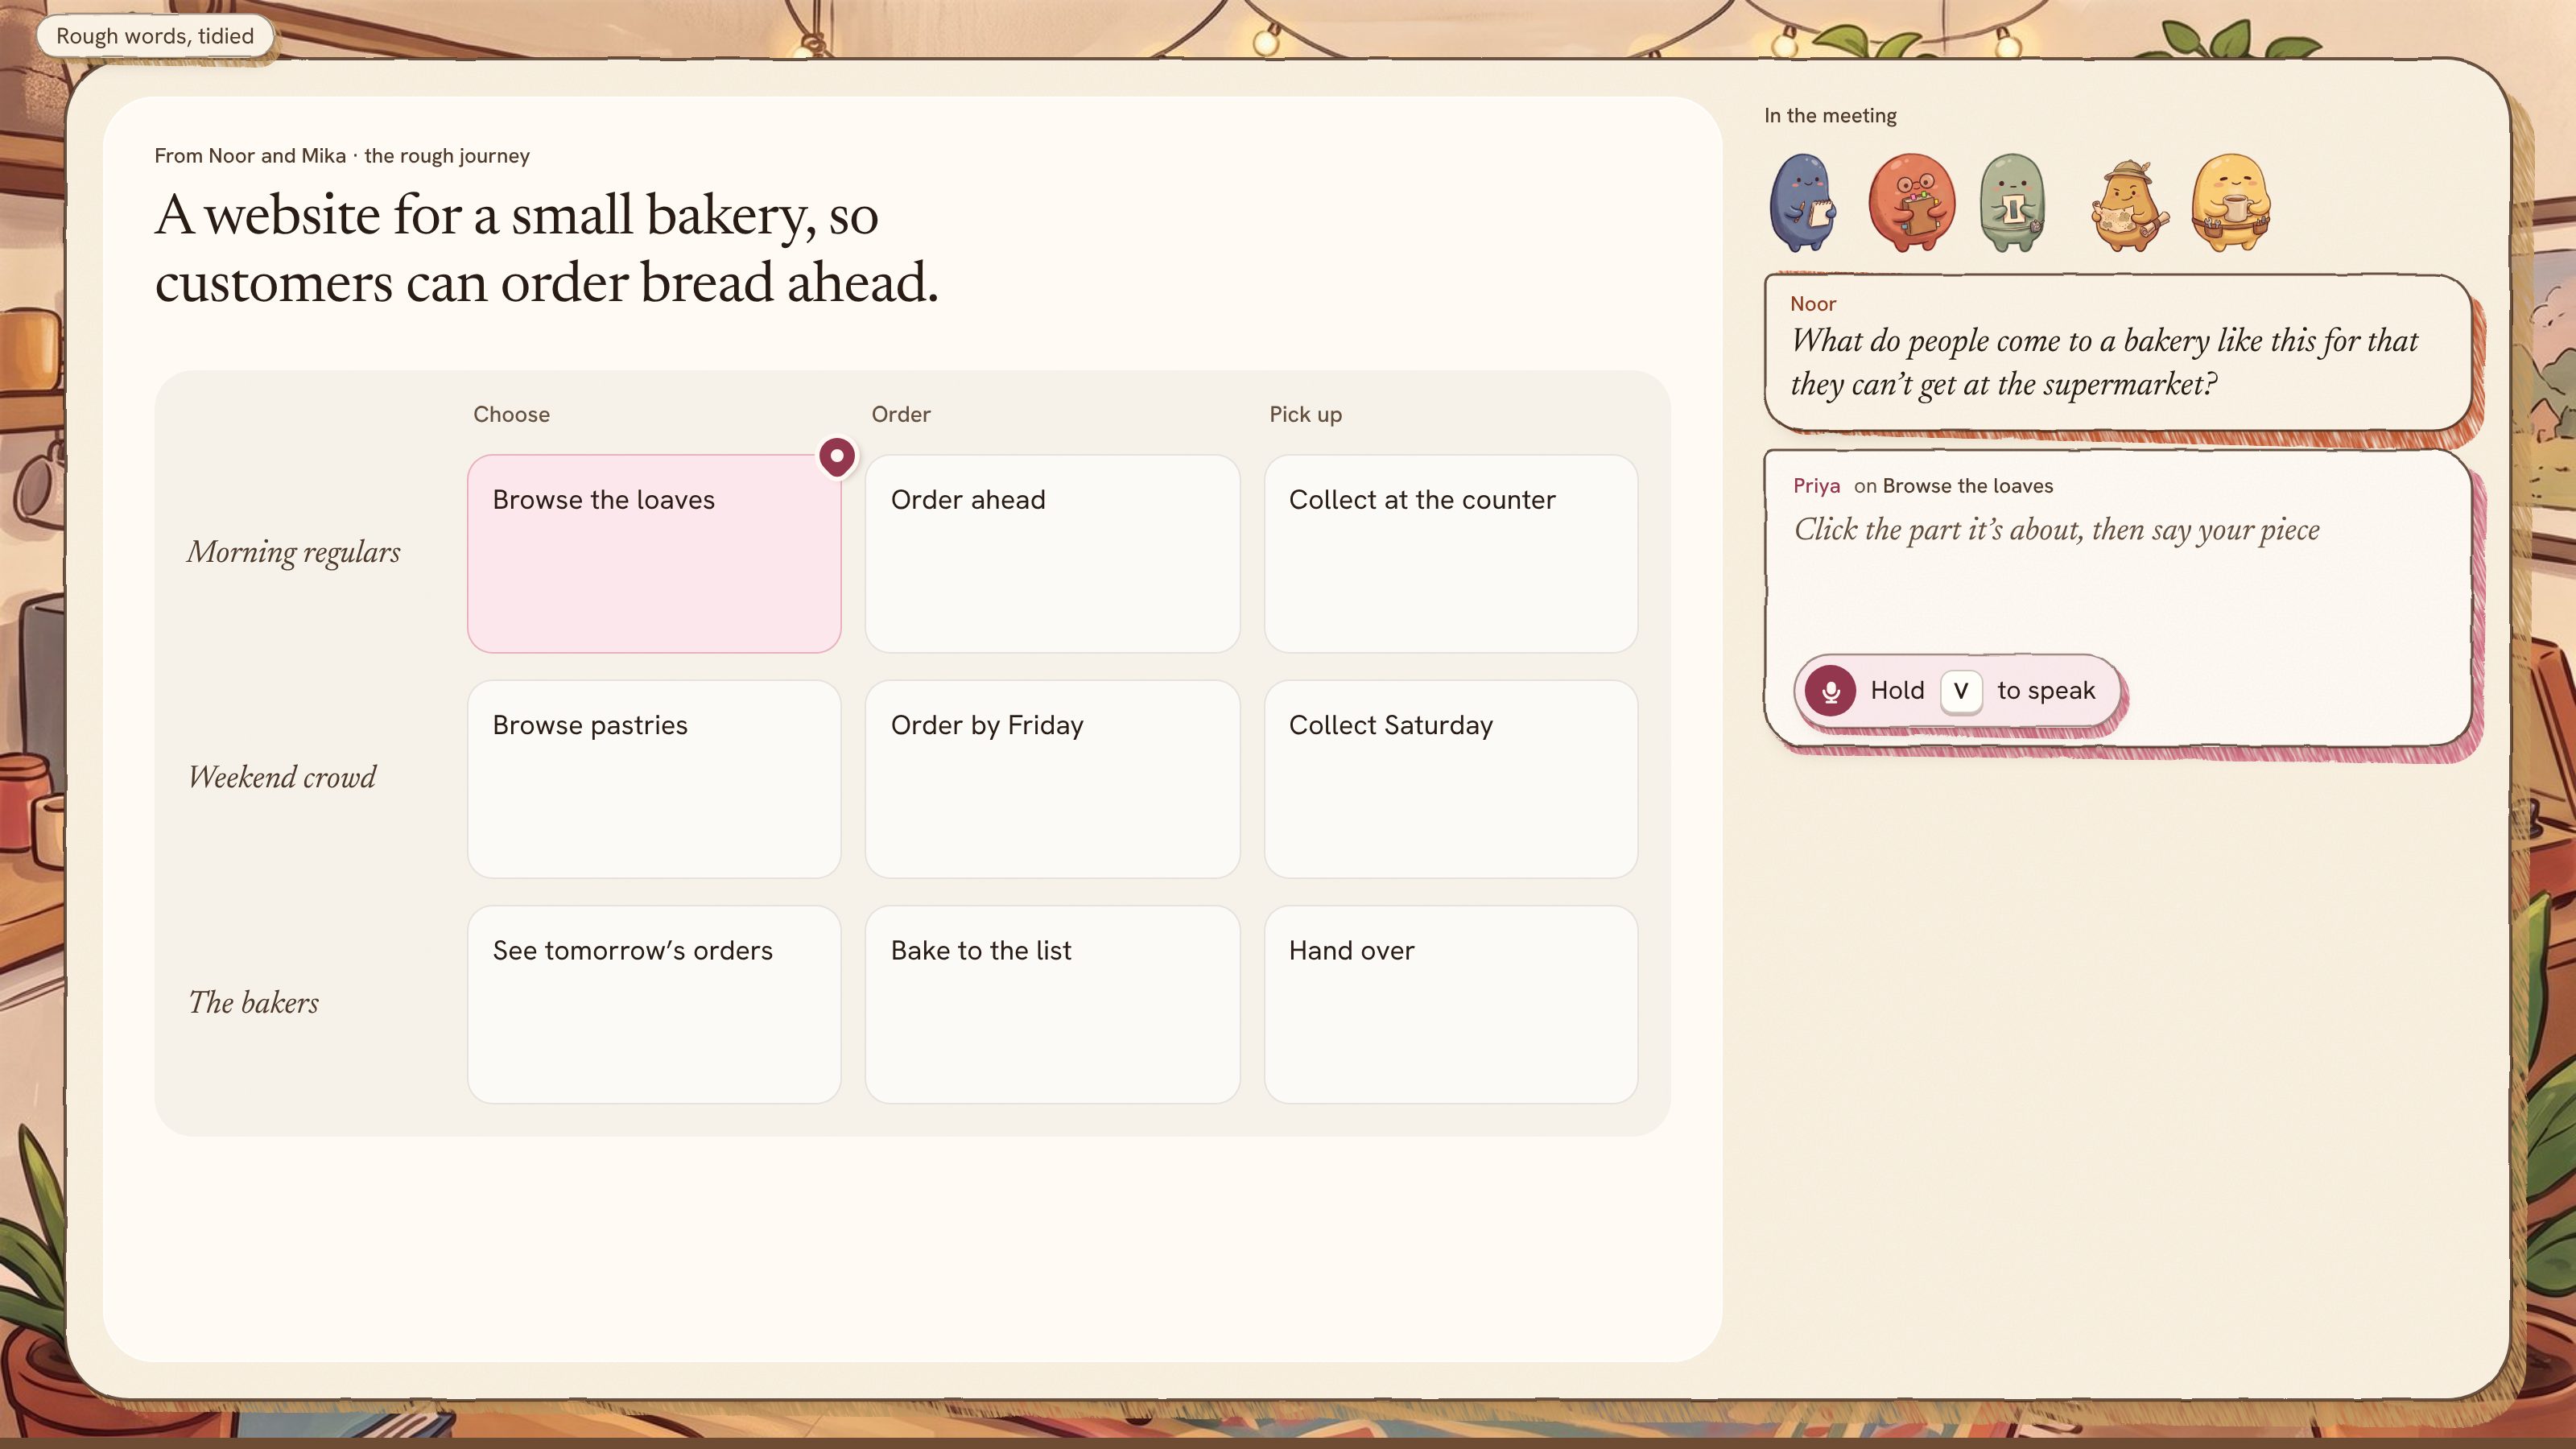 Rough words, tidied
From Noor and Mika · the rough journey
A website for a small bakery, so
customers can order bread ahead.
Choose
Order
Pick up
Morning regulars
Browse the loaves
Order ahead
Collect at the counter
Weekend crowd
Browse pastries
Order by Friday
Collect Saturday
The bakers
See tomorrow’s orders
Bake to the list
Hand over
In the meeting
Noor
What do people come to a bakery like this for that
they can’t get at the supermarket?
Priya on Browse the loaves
Click the part it’s about, then say your piece
Hold V to speak